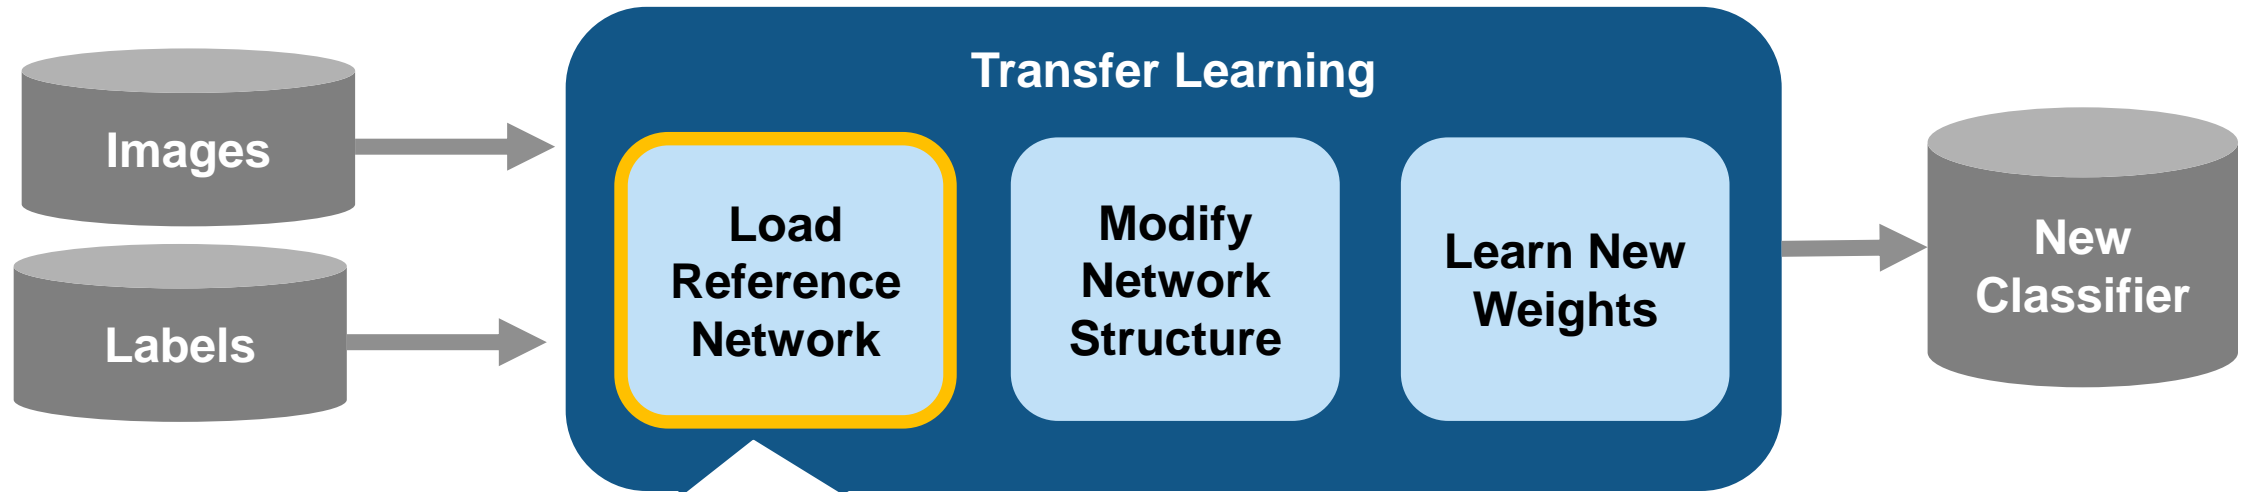 Transfer Learning
Images
Labels
Load
Reference
Network
Modify
Network
Structure
Learn New
Weights
New
Classifier